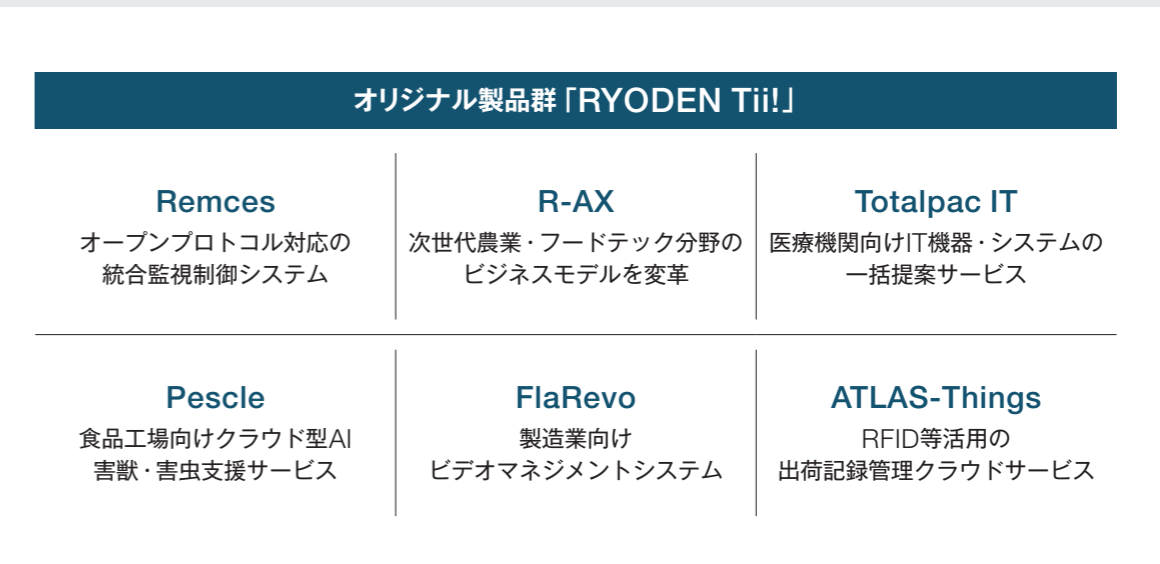 オリジナル製品群「RYODEN Tii!」
Remces
オープンプロトコル対応の
統合監視制御システム
R-AX
次世代農業・フードテック分野の
ビジネスモデルを変革
Totalpac IT
医療機関向けIT機器・システムの
一括提案サービス
Pescle
食品工場向けクラウド型AI
害獣・害虫支援サービス
FlaRevo
製造業向け
ビデオマネジメントシステム
ATLAS-Things
RFID等活用の
出荷記録管理クラウドサービス